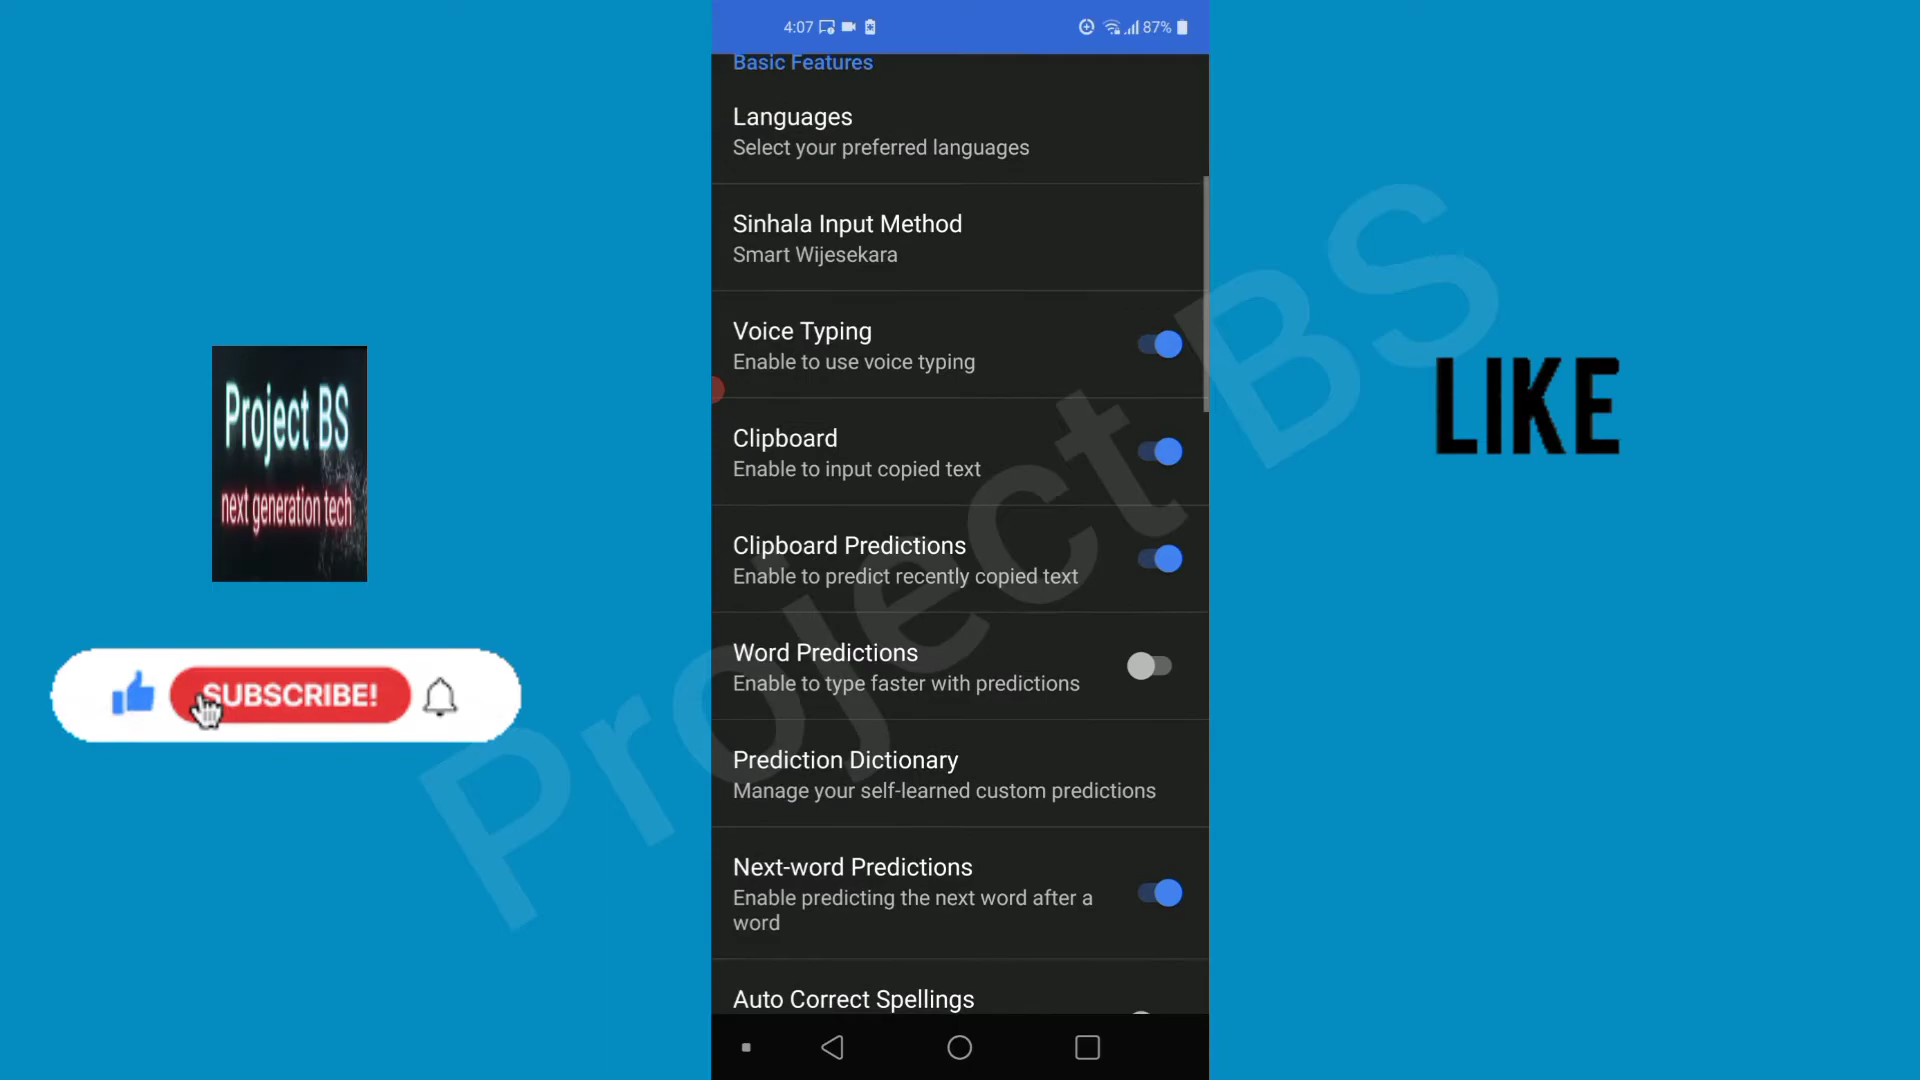 4:07
87%
Basic Features
Languages
Select your preferred languages
Sinhala Input Method
Smart Wijesekara
Voice Typing
Enable to use voice typing
Clipboard
Enable to input copied text
Clipboard Predictions
Enable to predict recently copied text
Word Predictions
Enable to type faster with predictions
Prediction Dictionary
Manage your self-learned custom predictions
Next-word Predictions
Enable predicting the next word after a
word
Auto Correct Spellings
Project BS
next generation tech
SUBSCRIBE!
LIKE
Project BS